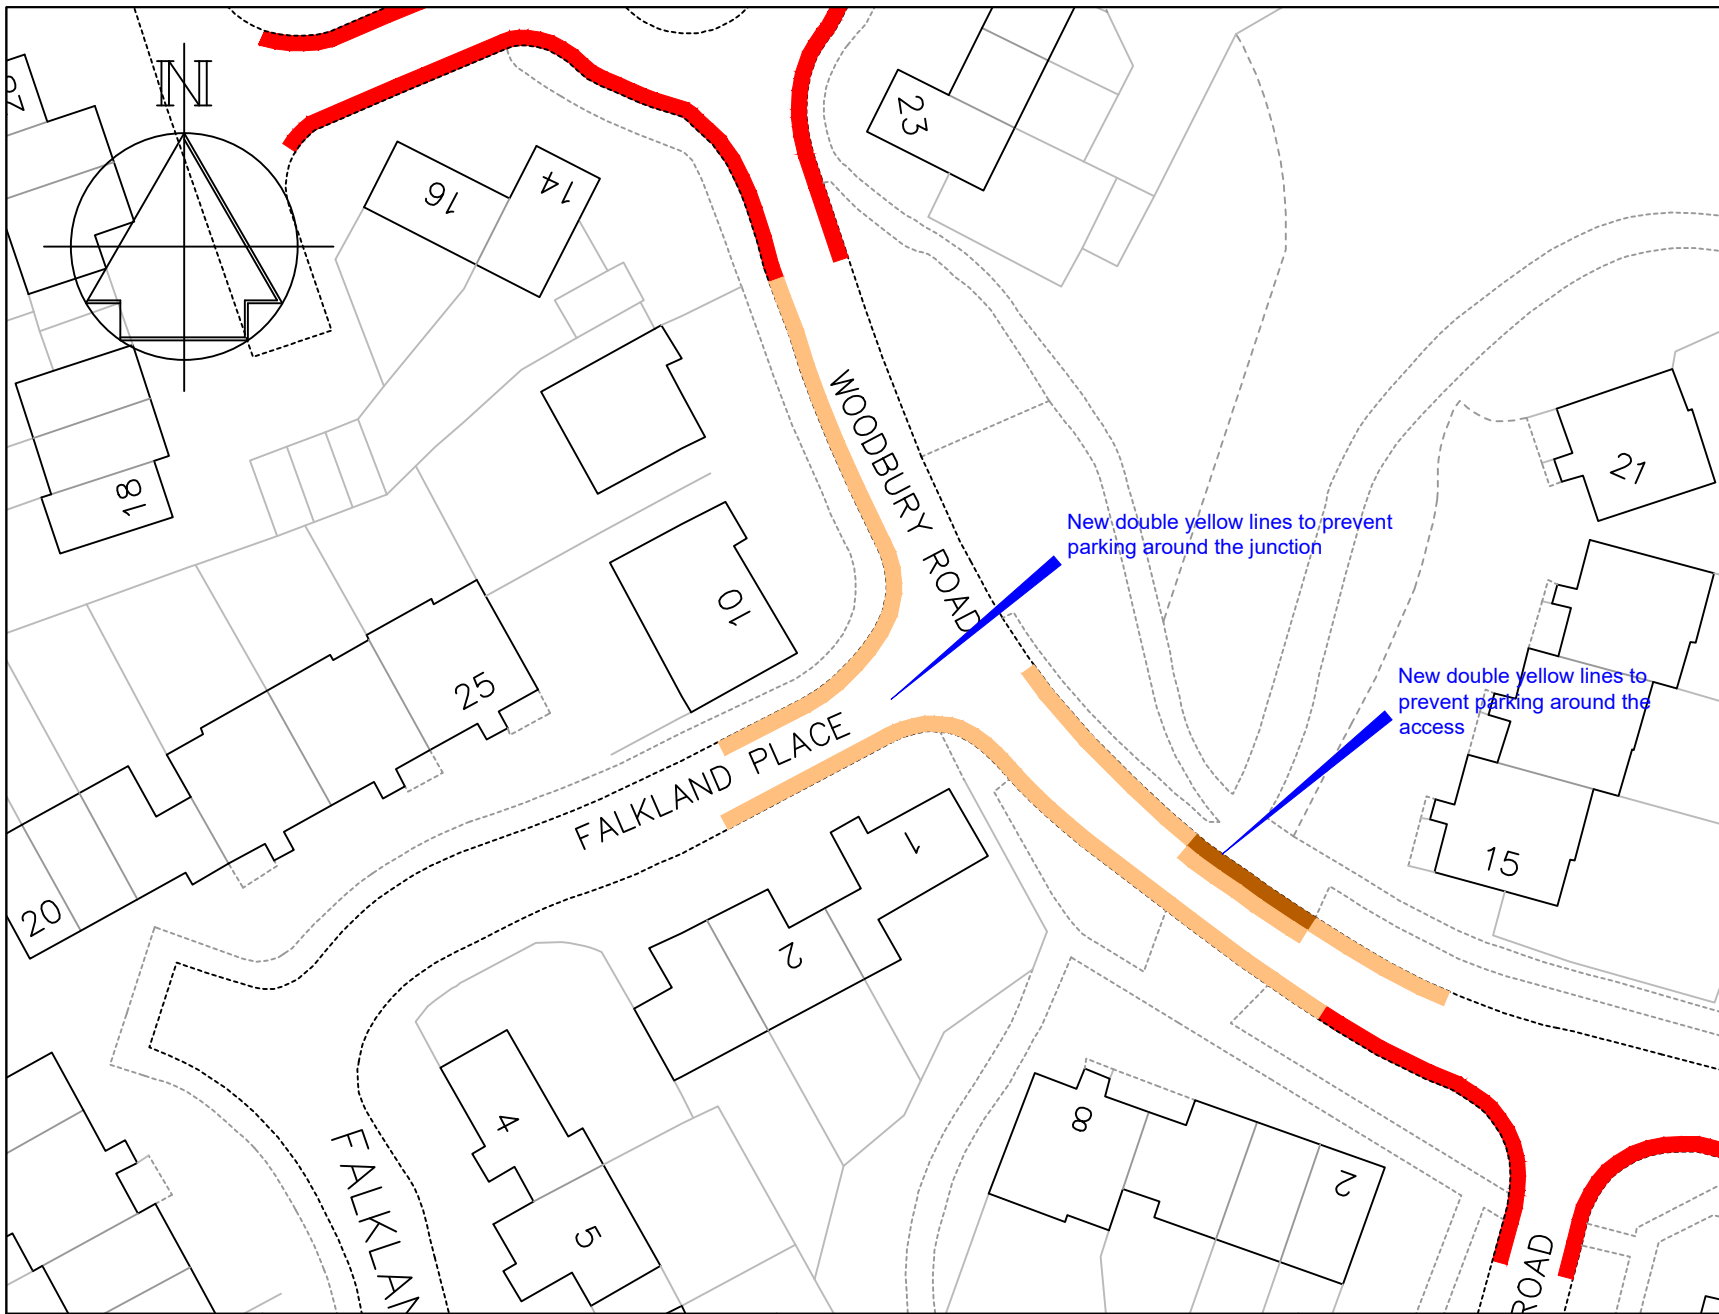 N
23
16
14
18
WOODBURY ROAD
21
New double yellow lines to prevent
parking around the junction
10
25
New double yellow lines to
prevent parking around the
access
FALKLAND PLACE
1
15
20
2
4
8
2
5
FALKLAN
ROAD